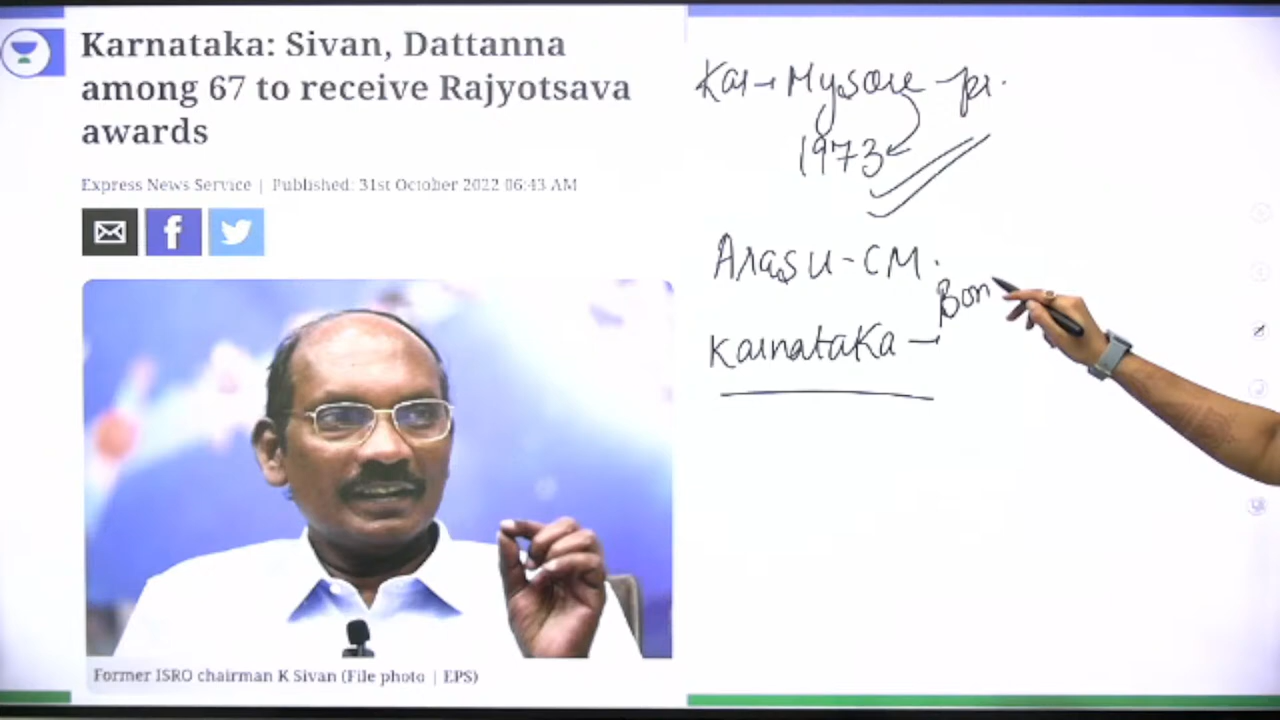 Karnataka: Sivan, Dattanna
among 67 to receive Rajyotsava
awards
Express News Service | Published: 31st October 2022 06:43 AM
Former ISRO chairman K Sivan (File photo | EPS)
Kar → Mysore
1973
Arasu - CM.
Karnataka → Bom